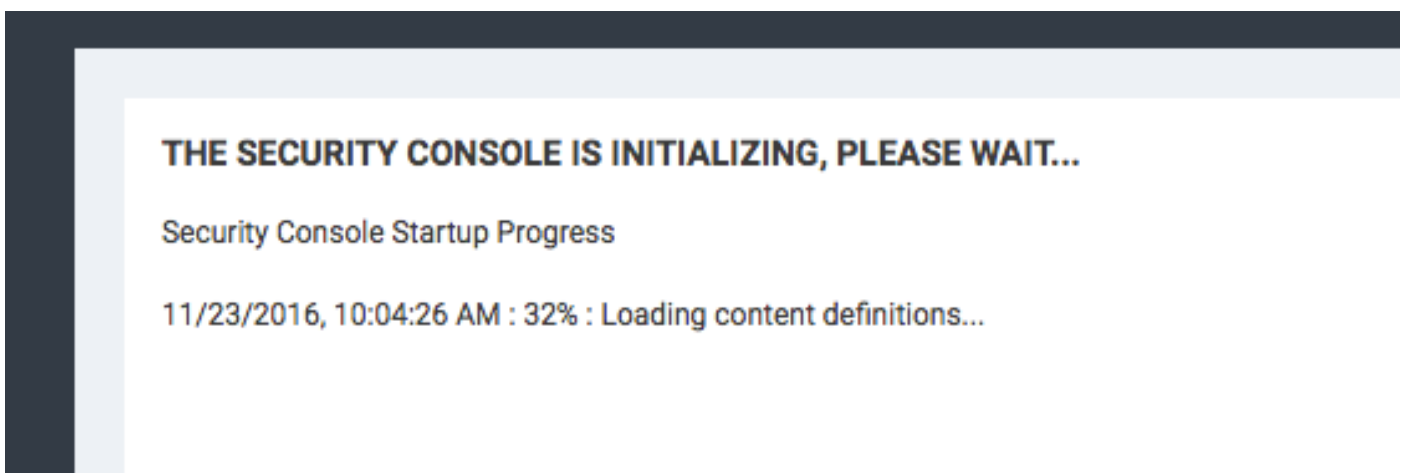 THE SECURITY CONSOLE IS INITIALIZING, PLEASE WAIT...
Security Console Startup Progress
11/23/2016, 10:04:26 AM : 32% : Loading content definitions...